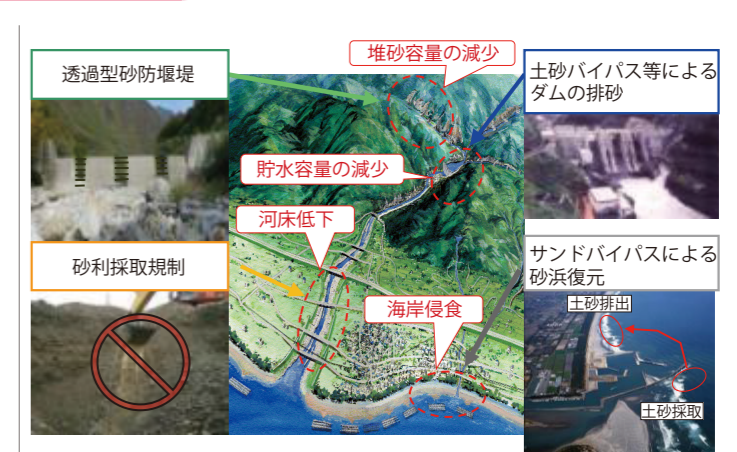 堆砂容量の減少
透過型砂防堰堤
土砂バイパス等による
ダムの排砂
貯水容量の減少
河床低下
砂利採取規制
サンドバイパスによる
砂浜復元
海岸侵食
土砂排出
土砂採取